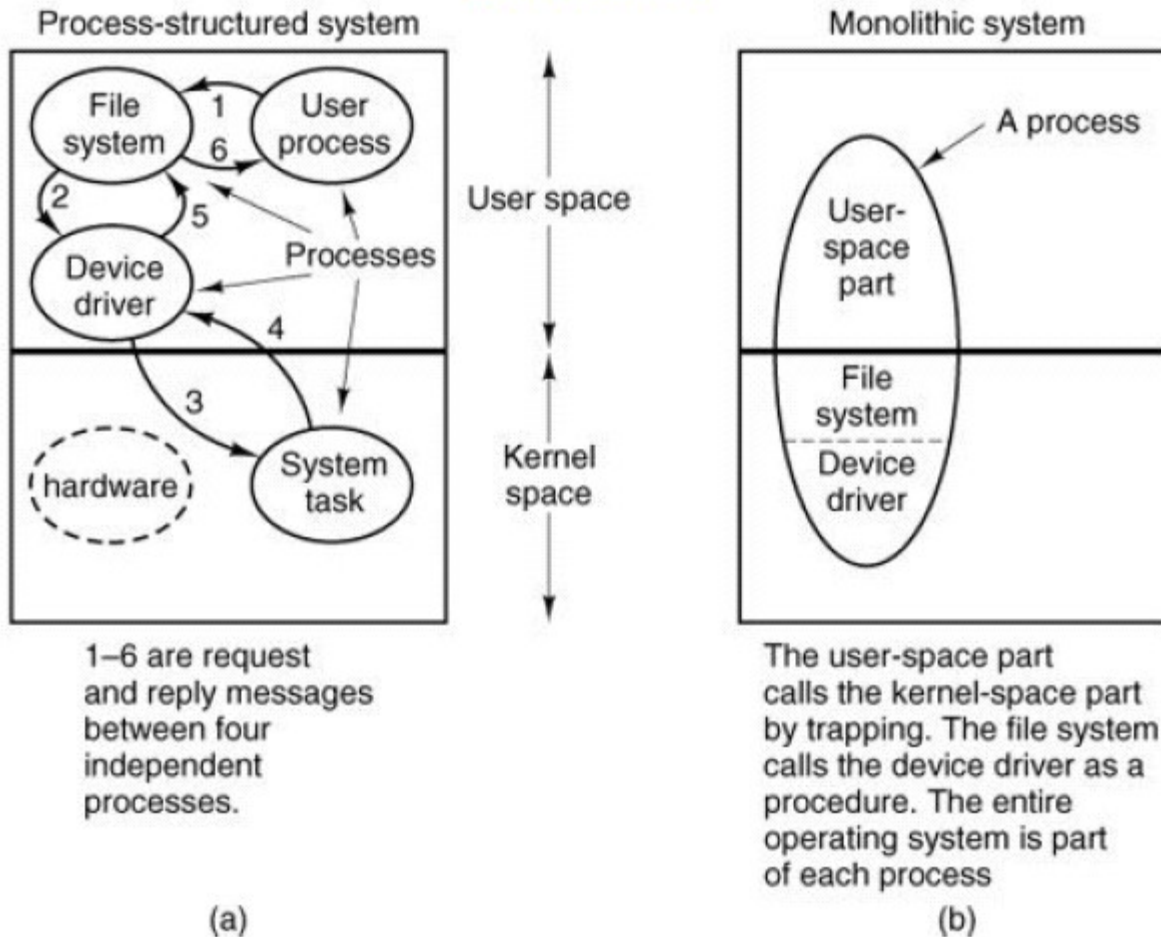 Process-structured system
File
system
1
6
User
process
2
5
Processes
Device
driver
4
3
hardware
System
task
User space
Kernel
space
Monolithic system
A process
User-
space
part
File
system
Device
driver
1–6 are request
and reply messages
between four
independent
processes.
(a)
The user-space part
calls the kernel-space part
by trapping. The file system
calls the device driver as a
procedure. The entire
operating system is part
of each process
(b)